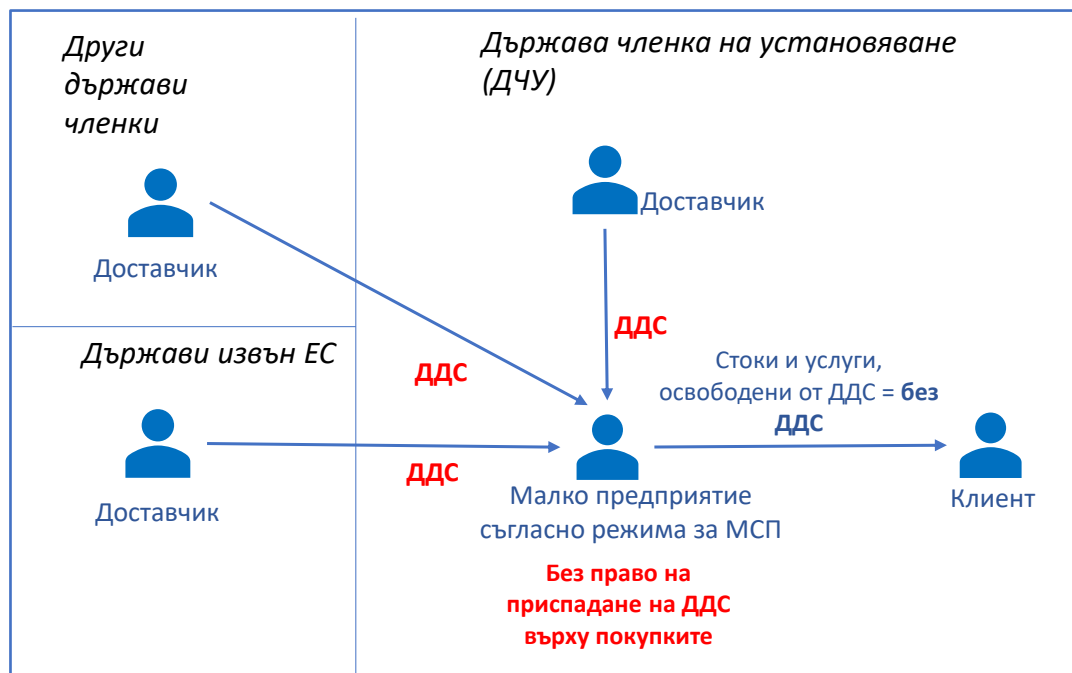 Други
държави
членки
Държава членка на установяване
(ДЧУ)
Доставчик
Доставчик
ДДС
Държави извън ЕС
ДДС
Стоки и услуги,
освободени от ДДС = без
ДДС
ДДС
Доставчик
Малко предприятие
съгласно режима за МСП
Клиент
Без право на
приспадане на ДДС
върху покупките